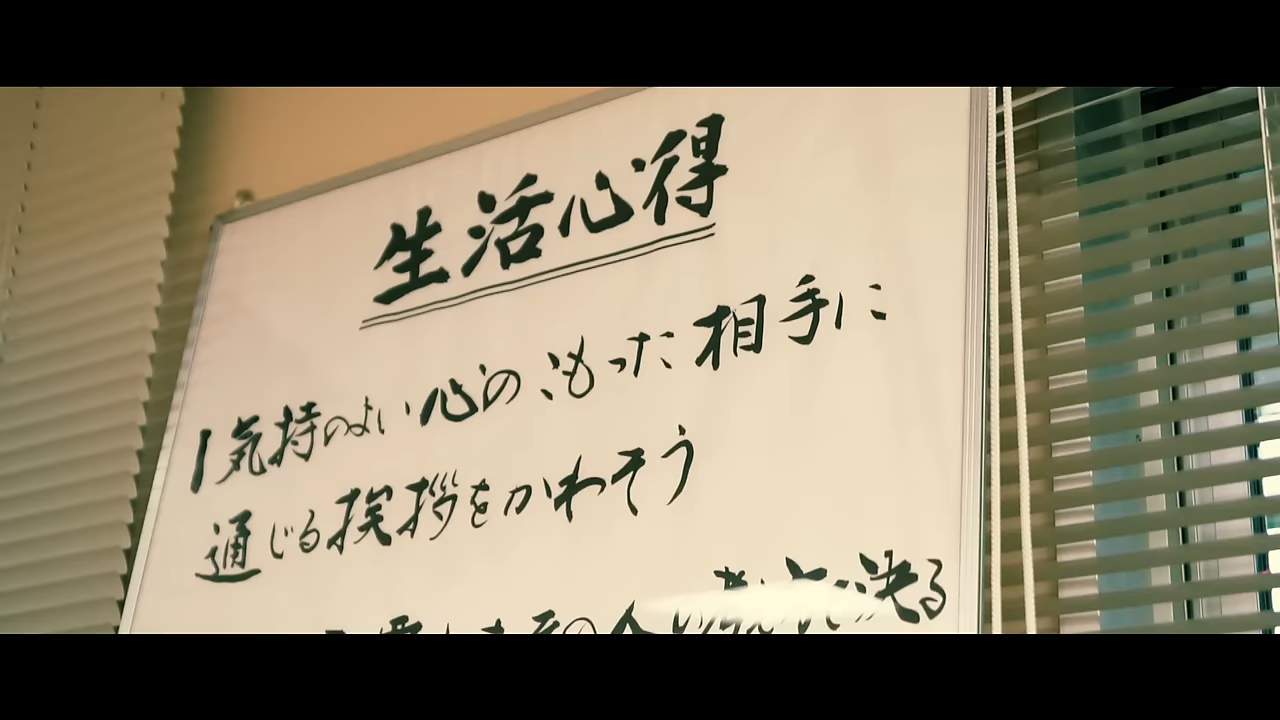 生活心得
1 気持のよい心のこもった相手に
通じる挨拶をかわそう